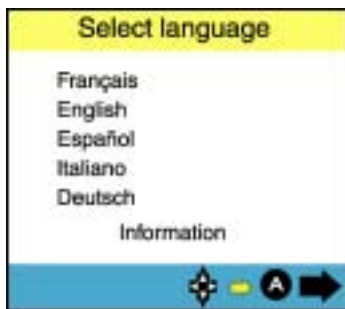 Select language
Français
English
Español
Italiano
Deutsch
Information
A